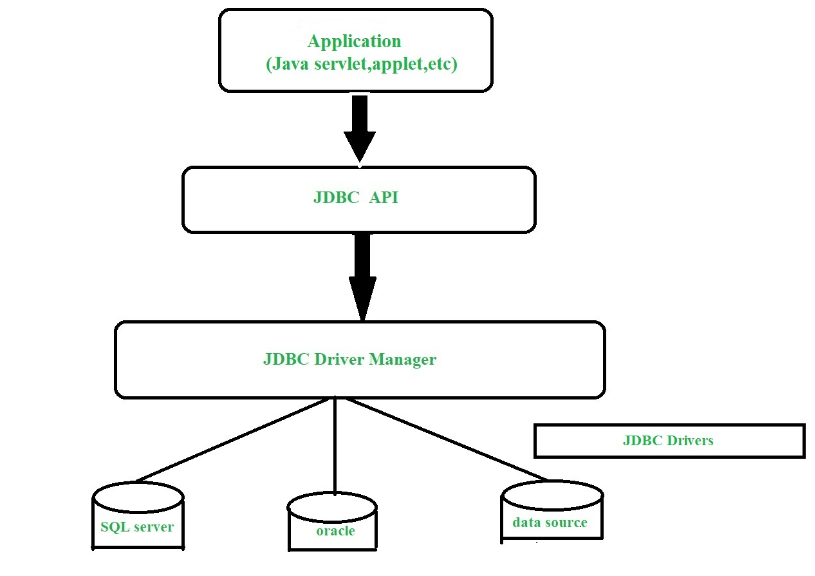 Application
(Java servlet,applet,etc)
JDBC API
JDBC Driver Manager
JDBC Drivers
SQL server
oracle
data source